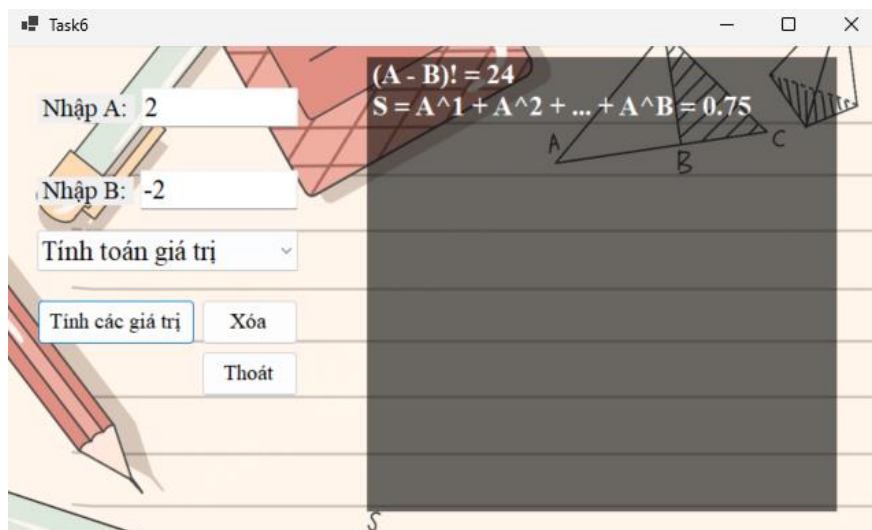 Task6
Nhập A: 2
Nhập B: -2
Tính toán giá trị
Tính các giá trị
Xóa
Thoát
(A - B)! = 24
S = A^1 + A^2 + ... + A^B = 0.75
A
B
C
S